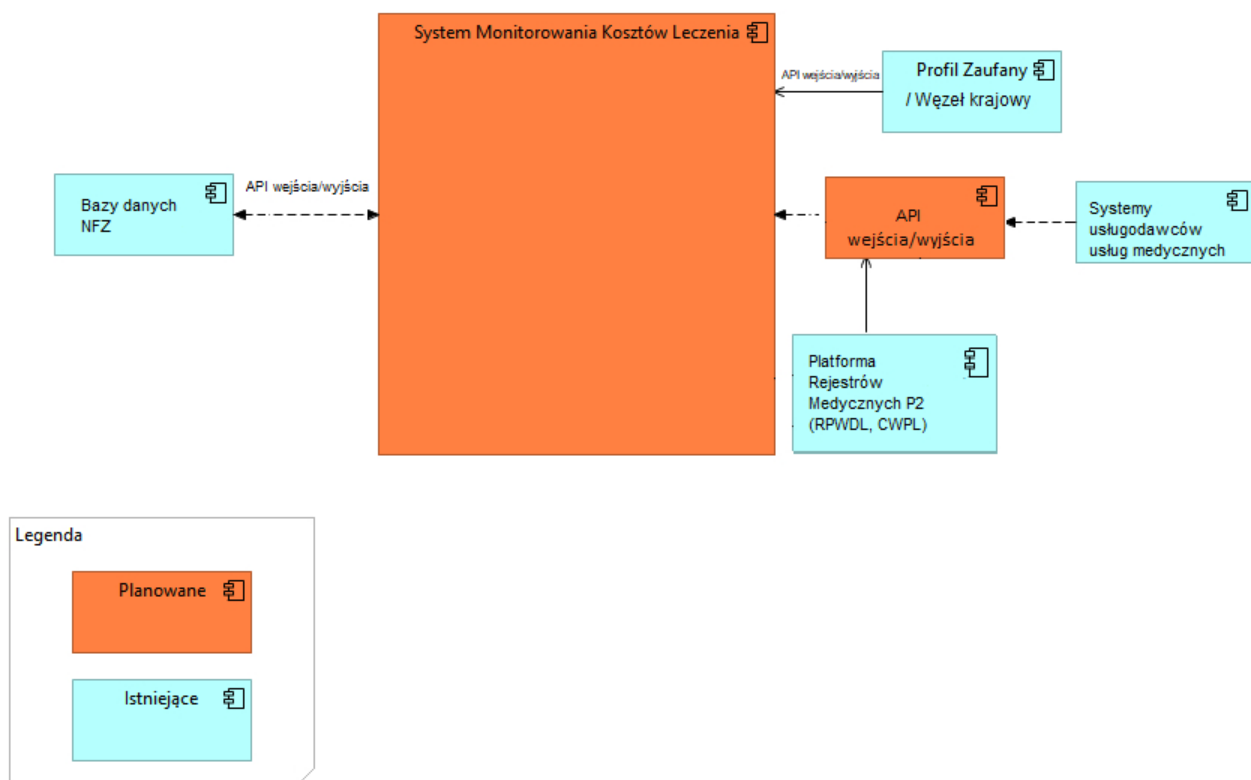 System Monitorowania Kosztów Leczenia
API wejścia/wyjścia
Profil Zaufany
/ Węzeł krajowy
Bazy danych
NFZ
API wejścia/wyjścia
API
wejścia/wyjścia
Systemy
usługodawców
usług medycznych
Platforma
Rejestrów
Medycznych P2
(RPWDL, CWPL)
Legenda
Planowane
Istniejące